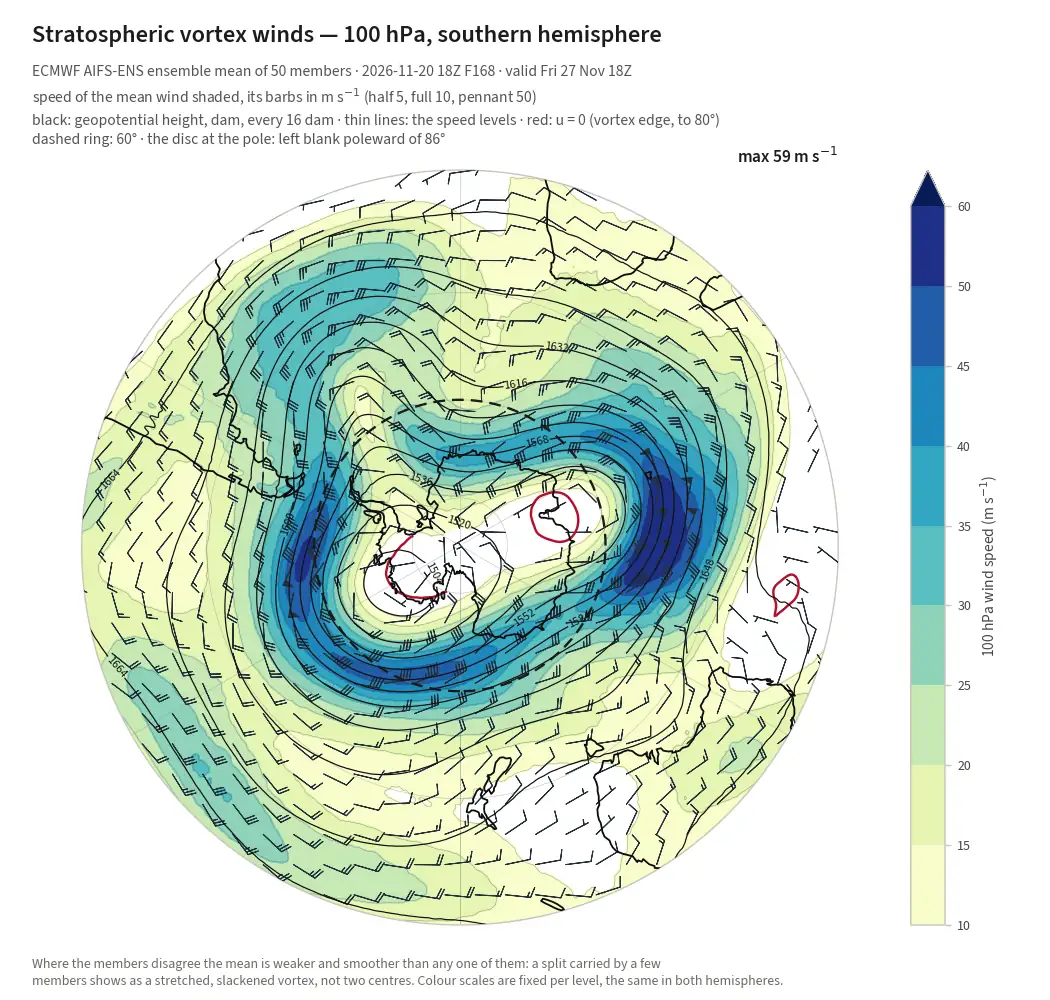 Stratospheric vortex winds — 100 hPa, southern hemisphere
ECMWF AIFS-ENS ensemble mean of 50 members · 2026-11-20 18Z F168 · valid Fri 27 Nov 18Z
speed of the mean wind shaded, its barbs in m s⁻¹ (half 5, full 10, pennant 50)
black: geopotential height, dam, every 16 dam · thin lines: the speed levels · red: u = 0 (vortex edge, to 80°)
dashed ring: 60° · the disc at the pole: left blank poleward of 86°
max 59 m s⁻¹
60
50
45
40
35
30
25
20
15
10
100 hPa wind speed (m s⁻¹)
1632
1616
1568
1536
1520
1664
1648
1552
1664
Where the members disagree the mean is weaker and smoother than any one of them: a split carried by a few
members shows as a stretched, slackened vortex, not two centres. Colour scales are fixed per level, the same in both hemispheres.